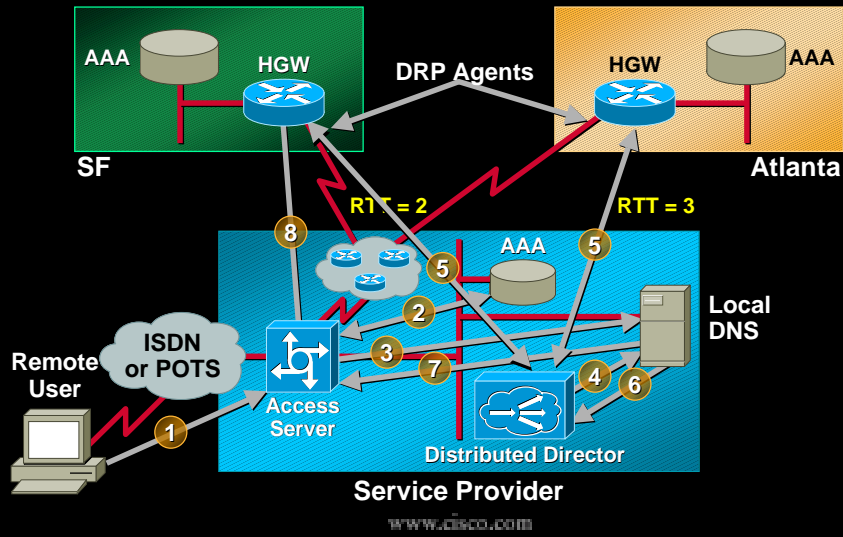 AAA
HGW
DRP Agents
HGW
AAA
SF
Atlanta
RTT = 2
RTT = 3
8
5
5
AAA
2
Local
DNS
ISDN
or POTS
3
7
4
6
Remote
User
1
Access
Server
Distributed Director
Service Provider
www.cisco.com